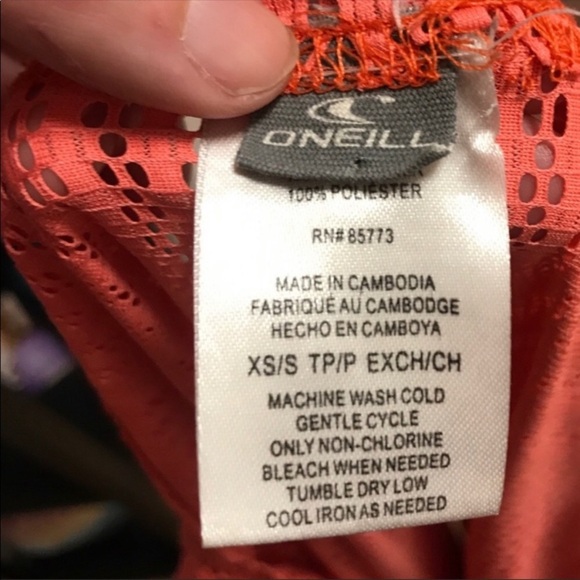 ONEILL
100% POLIESTER
RN# 85773
MADE IN CAMBODIA
FABRIQUÉ AU CAMBODGE
HECHO EN CAMBOYA
XS/S TP/P EXCH/CH
MACHINE WASH COLD
GENTLE CYCLE
ONLY NON-CHLORINE
BLEACH WHEN NEEDED
TUMBLE DRY LOW
COOL IRON AS NEEDED